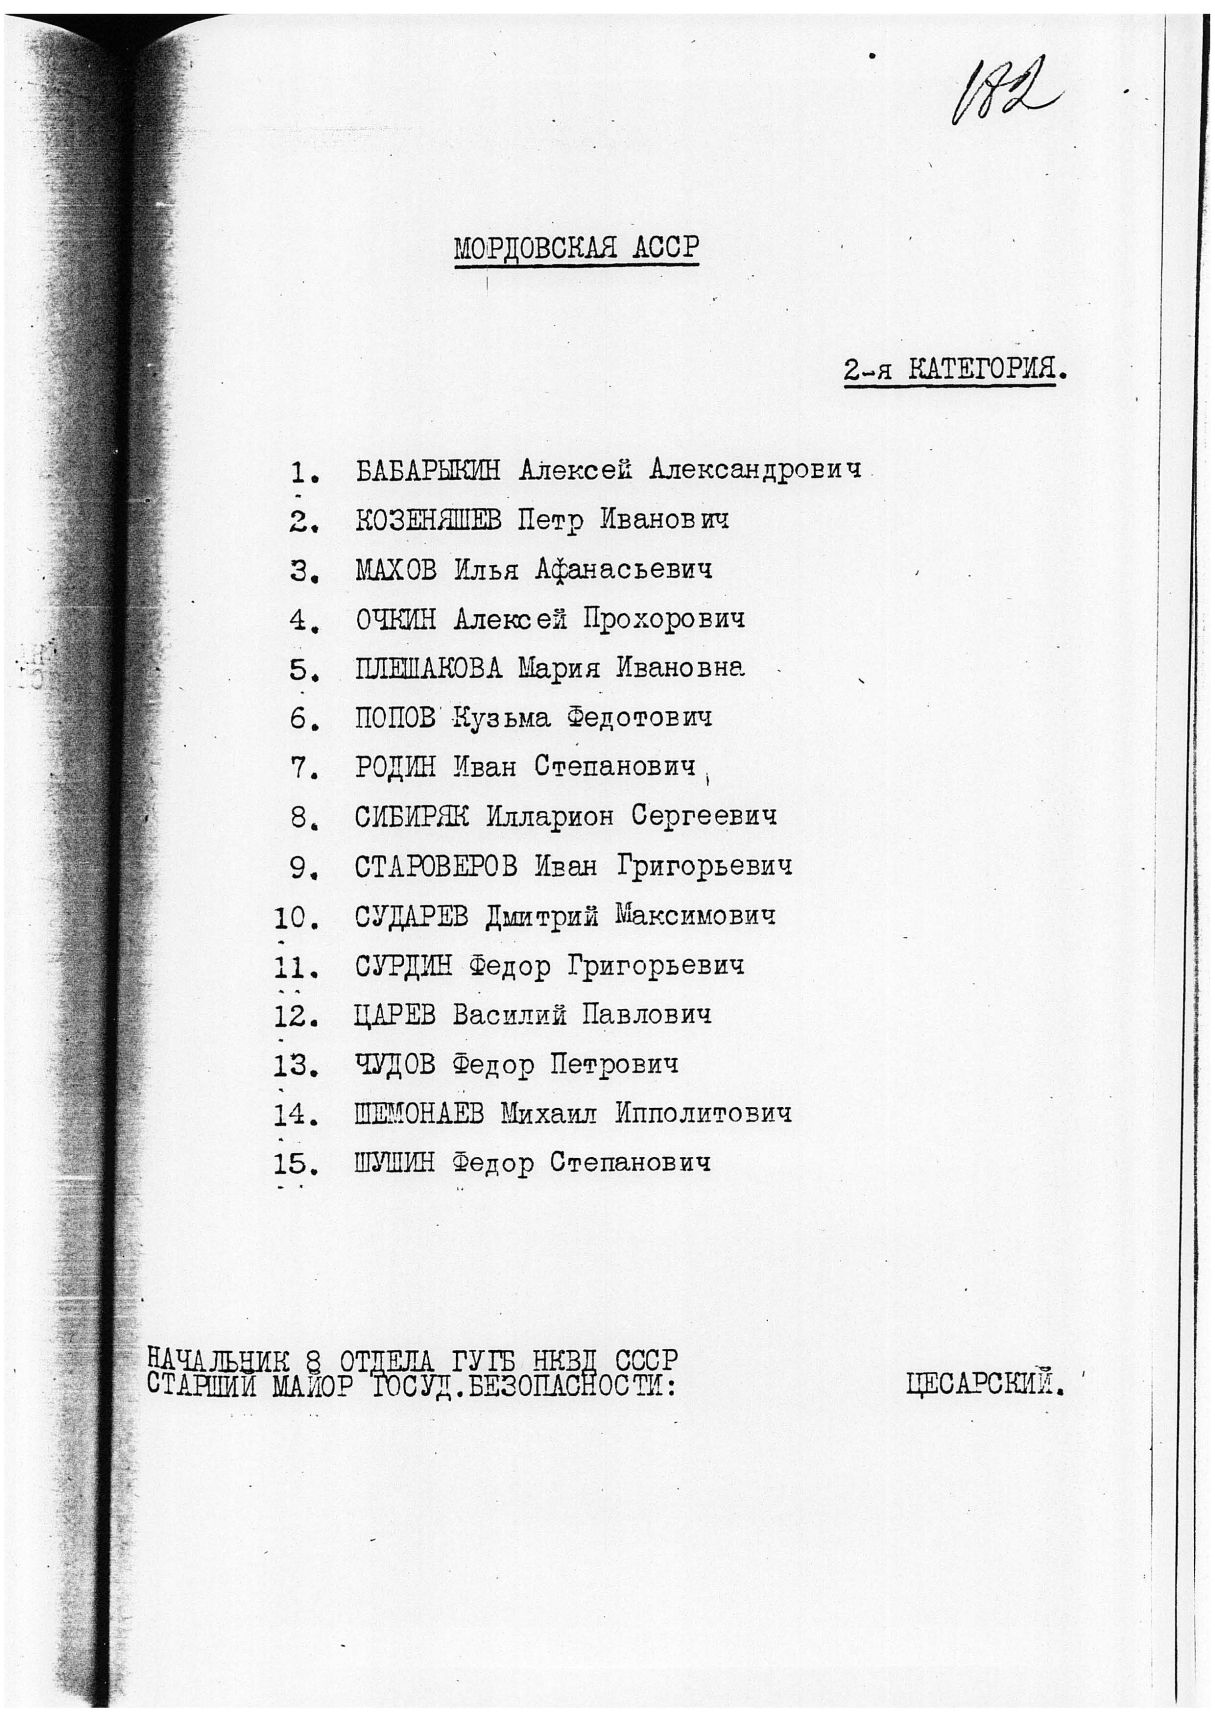 182
МОРДОВСКАЯ АССР
2-я КАТЕГОРИЯ.
1. БАБАРЫКИН Алексей Александрович
2. КОЗЕНЯШЕВ Петр Иванович
3. МАХОВ Илья Афанасьевич
4. ОЧКИН Алексей Прохорович
5. ПЛЕШАКОВА Мария Ивановна
6. ПОПОВ Кузьма Федотович
7. РОДИН Иван Степанович
8. СИБИРЯК Илларион Сергеевич
9. СТАРОВЕРОВ Иван Григорьевич
10. СУДАРЕВ Дмитрий Максимович
11. СУРДИН Федор Григорьевич
12. ЦАРЕВ Василий Павлович
13. ЧУДОВ Федор Петрович
14. ШЕМОНАЕВ Михаил Ипполитович
15. ШУШИН Федор Степанович
НАЧАЛЬНИК 8 ОТДЕЛА ГУГБ НКВД СССР
СТАРШИЙ МАЙОР ГОСУД.БЕЗОПАСНОСТИ: ЦЕСАРСКИЙ.